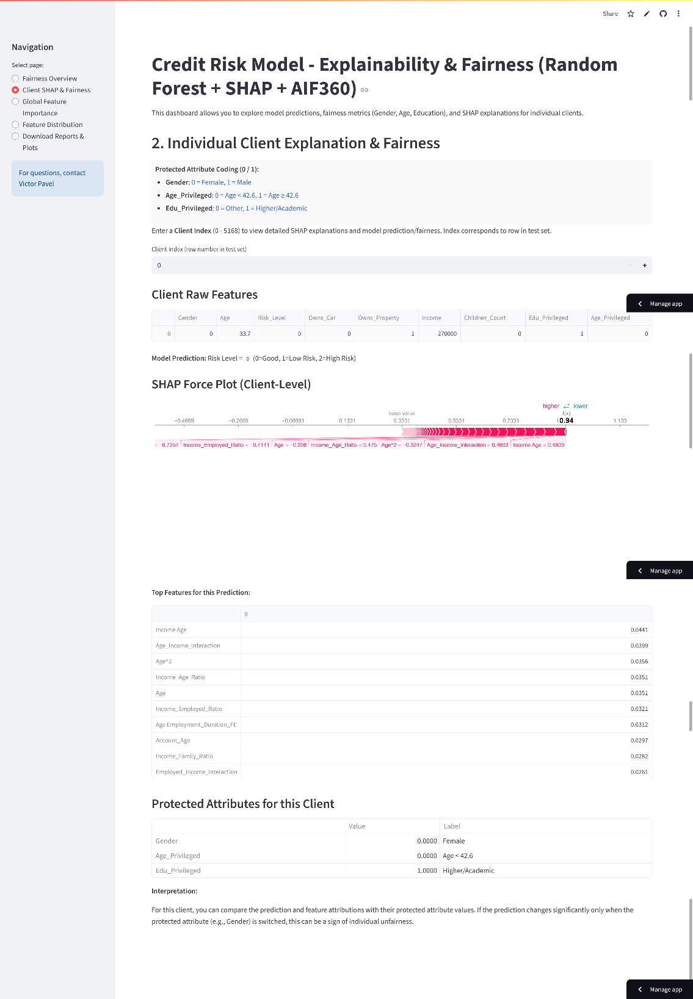 Share
Navigation
Select page:
Fairness Overview
Client SHAP & Fairness
Global Feature
Importance
Feature Distribution
Download Reports &
Plots
For questions, contact
Victor Pavel
Credit Risk Model - Explainability & Fairness (Random
Forest + SHAP + AIF360)
This dashboard allows you to explore model predictions, fairness metrics (Gender, Age, Education), and SHAP explanations for individual clients.
2. Individual Client Explanation & Fairness
Protected Attribute Coding (0 / 1):
• Gender: 0 = Female, 1 = Male
• Age_Privileged: 0 = Age < 42.6, 1 = Age ≥ 42.6
• Edu_Privileged: 0 = Other, 1 = Higher/Academic
Enter a Client Index (0 - 5168) to view detailed SHAP explanations and model prediction/fairness. Index corresponds to row in test set.
Client Index (row number in test set)
0 − +
Client Raw Features
Manage app
Gender Age Risk_Level Owns_Car Owns_Property Income Children_Count Edu_Privileged Age_Privileged
0 0 33.7 0 0 1 270000 0 1 0
Model Prediction: Risk Level = 0 (0=Good, 1=Low Risk, 2=High Risk)
SHAP Force Plot (Client-Level)
higher ⇄ lower
base value f(x)
−0.4669 −0.2669 −0.06691 0.1331 0.3331 0.5331 0.7331 0.94 1.133
= −0.7254 Income_Employed_Ratio = −0.4141 Age = −0.208 Income_Age_Ratio = 0.475 Age^2 = −0.3247 Age_Income_Interaction = 0.4603 Income Age = 0.4603
Manage app
Top Features for this Prediction:
0
Income Age 0.0441
Age_Income_Interaction 0.0399
Age^2 0.0356
Income_Age_Ratio 0.0351
Age 0.0351
Income_Employed_Ratio 0.0321
Age Employment_Duration_FE 0.0312
Account_Age 0.0297
Income_Family_Ratio 0.0282
Employed_Income_Interaction 0.0261
Protected Attributes for this Client
Value Label
Gender 0.0000 Female
Age_Privileged 0.0000 Age < 42.6
Edu_Privileged 1.0000 Higher/Academic
Interpretation:
For this client, you can compare the prediction and feature attributions with their protected attribute values. If the prediction changes significantly only when the
protected attribute (e.g., Gender) is switched, this can be a sign of individual unfairness.
Manage app